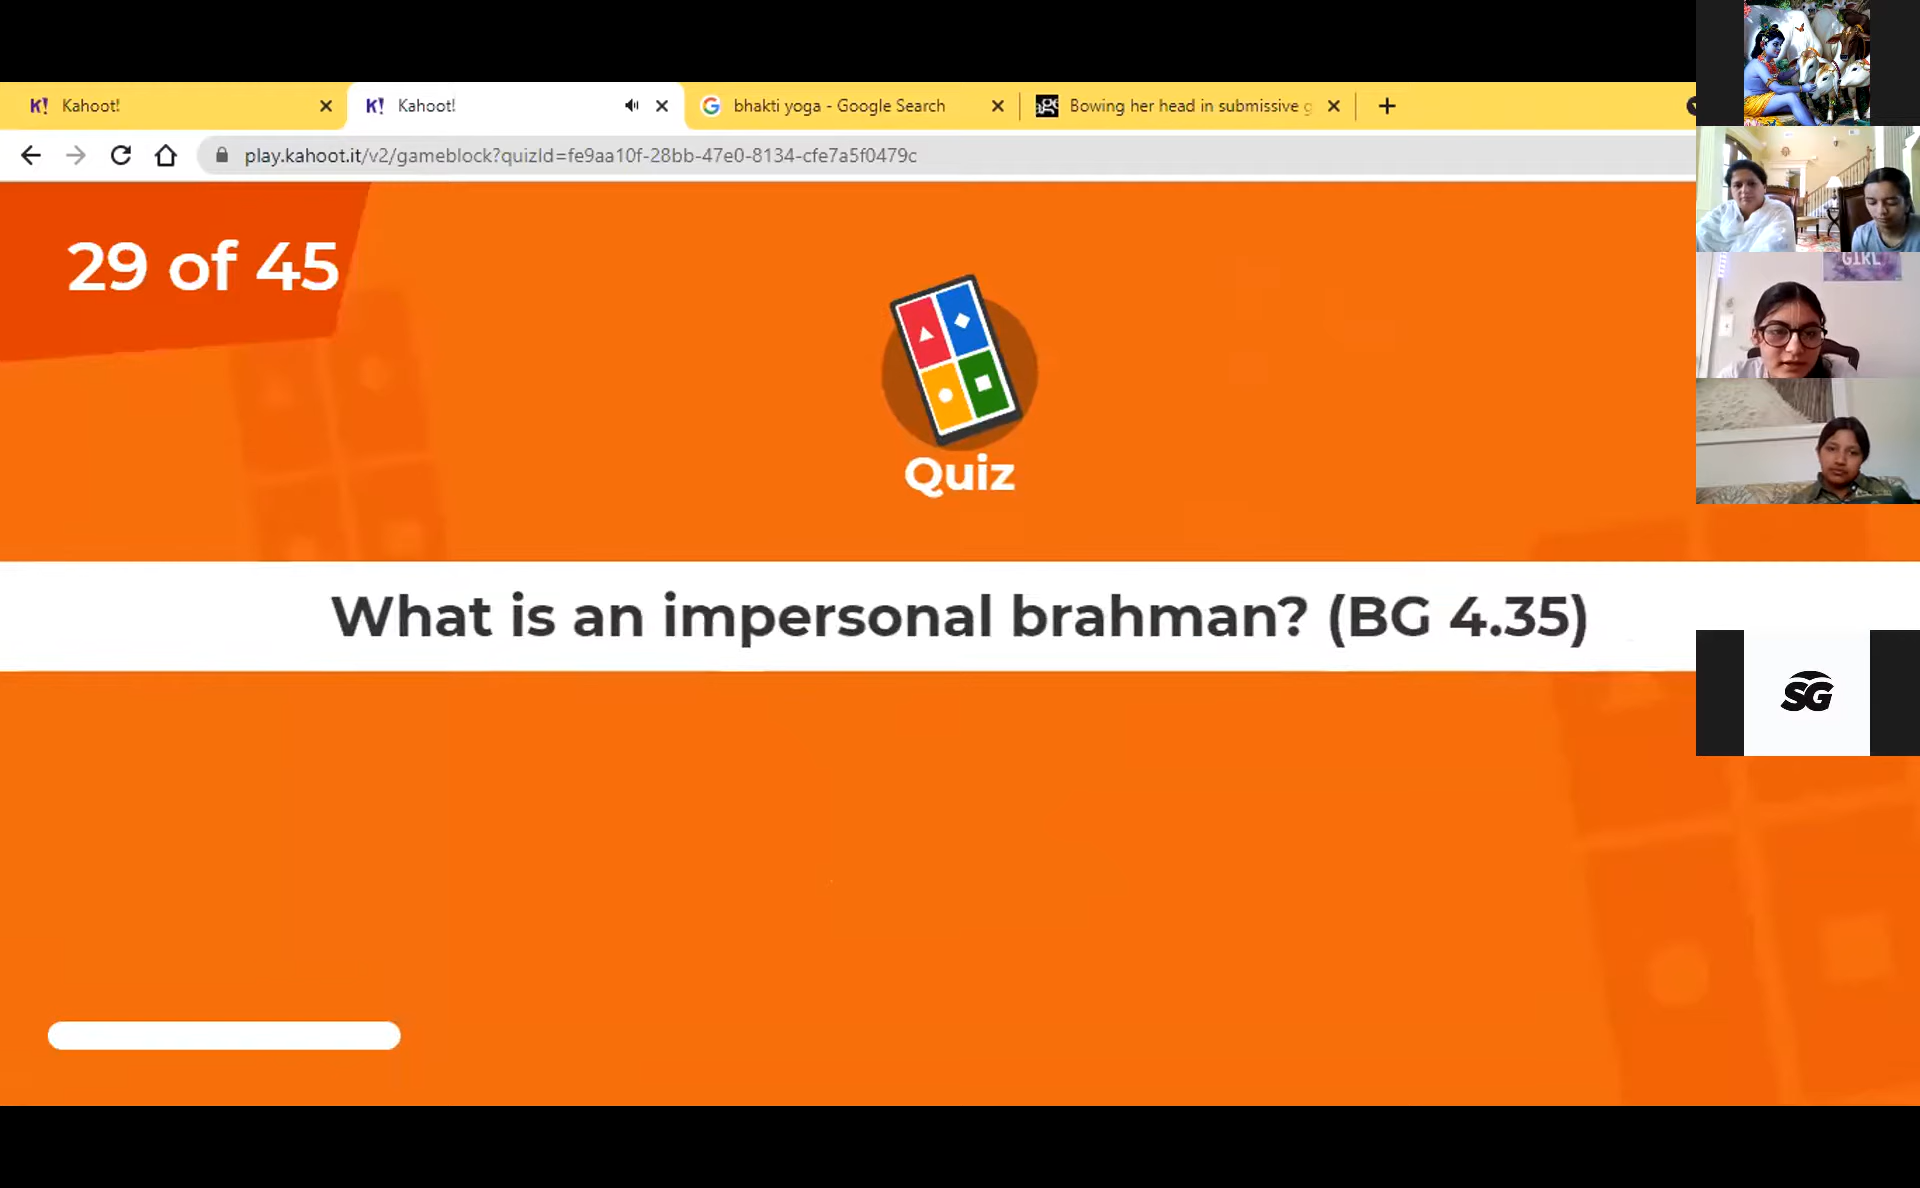 Kahoot!
Kahoot!
bhakti yoga - Google Search
Bowing her head in submissive g
play.kahoot.it/v2/gameblock?quizId=fe9aa10f-28bb-47e0-8134-cfe7a5f0479c
29 of 45
Quiz
What is an impersonal brahman? (BG 4.35)
GIRL
SG